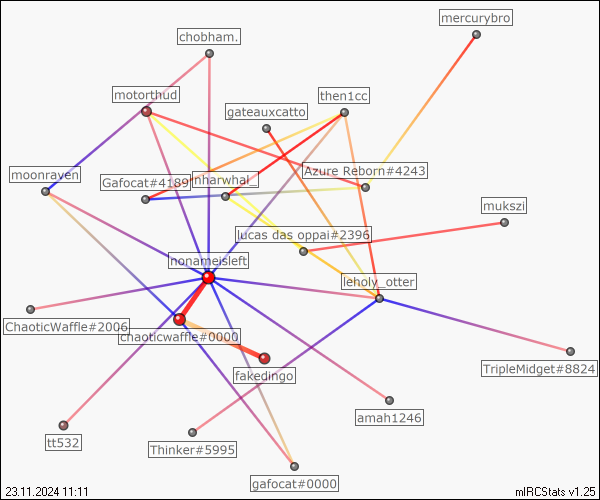 mercurybro
chobham.
motorthud
then1cc
gateauxcatto
moonraven
Gafocat#4189
nharwhal_
Azure Reborn#4243
mukszi
lucas das oppai#2396
nonameisleft
leholy_otter
ChaoticWaffle#2006
chaoticwaffle#0000
fakedingo
TripleMidget#8824
amah1246
tt532
Thinker#5995
gafocat#0000
23.11.2024 11:11
mIRCStats v1.25